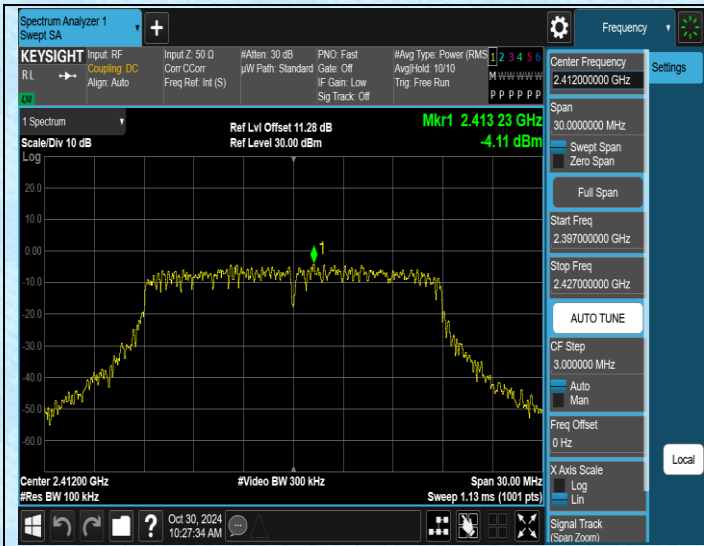 Spectrum Analyzer 1
Swept SA
+
Frequency
KEYSIGHT
RL
LXI
Input: RF
Coupling: DC
Align: Auto
Input Z: 50 Ω
Corr CCorr
Freq Ref: Int (S)
#Atten: 30 dB
µW Path: Standard
PNO: Fast
Gate: Off
IF Gain: Low
Sig Track: Off
#Avg Type: Power (RMS
Avg|Hold: 10/10
Trig: Free Run
1 2 3 4 5 6
M W W W W W
P P P P P P
1 Spectrum
Scale/Div 10 dB
Log
Ref Lvl Offset 11.28 dB
Ref Level 30.00 dBm
Mkr1 2.413 23 GHz
-4.11 dBm
20.0
10.0
0.00
-10.0
-20.0
-30.0
-40.0
-50.0
-60.0
1
Center 2.41200 GHz
#Res BW 100 kHz
#Video BW 300 kHz
Span 30.00 MHz
Sweep 1.13 ms (1001 pts)
?
Oct 30, 2024
10:27:34 AM
Center Frequency
2.412000000 GHz
Span
30.0000000 MHz
Swept Span
Zero Span
Full Span
Start Freq
2.397000000 GHz
Stop Freq
2.427000000 GHz
AUTO TUNE
CF Step
3.000000 MHz
Auto
Man
Freq Offset
0 Hz
X Axis Scale
Log
Lin
Signal Track
(Span Zoom)
Settings
Local